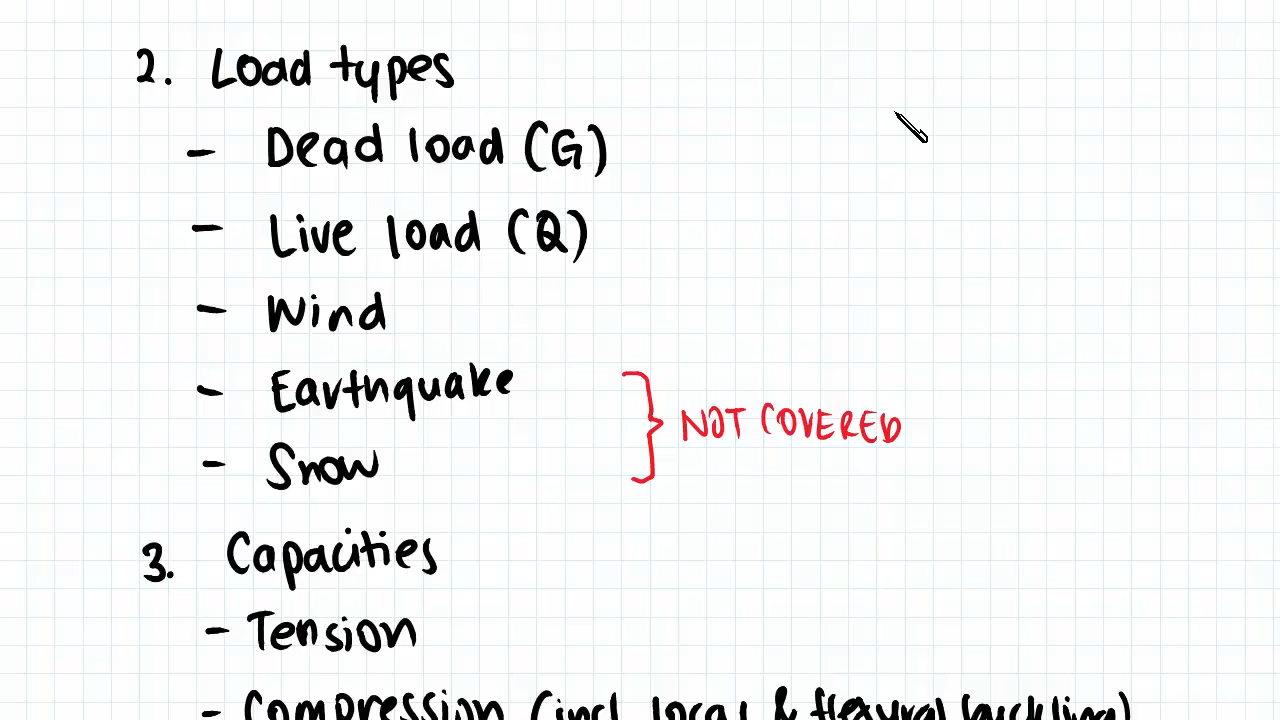 2. Load types
- Dead load (G)
- Live load (Q)
- Wind
- Earthquake
- Snow
} NOT COVERED
3. Capacities
- Tension
- Compression (incl. local & flexural buckling)